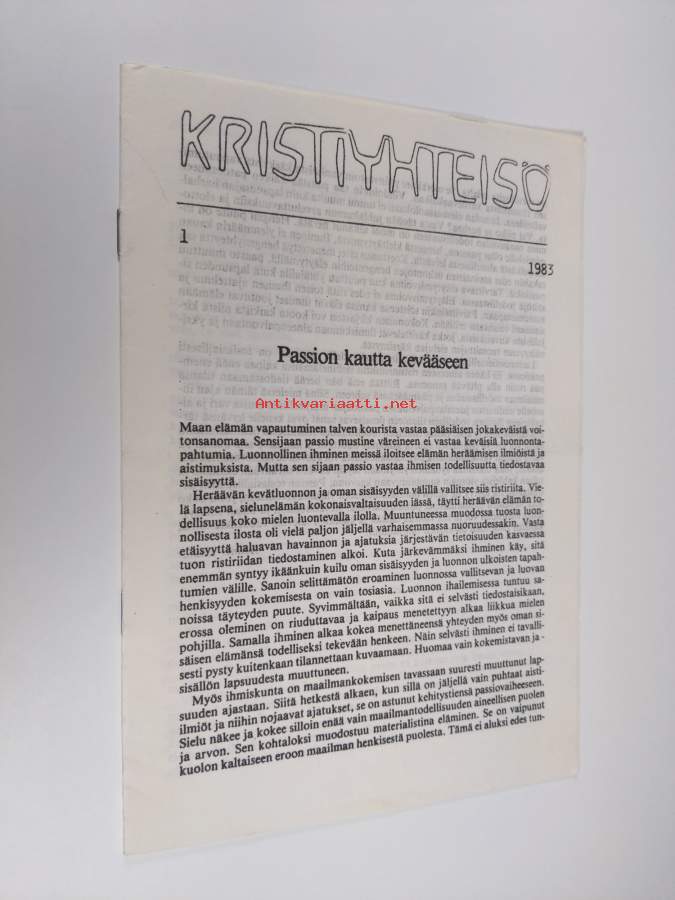 KRISTIYHTEISÖ
1
1983
Passion kautta kevääseen
Antikvariaatti.net
Maan elämän vapautuminen talven kourista vastaa pääsiäisen jokakeväistä voi-
tonsanomaa. Sensijaan passio mustine väreineen ei vastaa keväisiä luonnonta-
pahtumia. Luonnollinen ihminen meissä iloitsee elämän heräämisen ilmiöistä ja
aistimuksista. Mutta sen sijaan passio vastaa ihmisen todellisuutta tiedostavaa
sisäisyyttä.
Heräävän kevätluonnon ja oman sisäisyyden välillä vallitsee siis ristiriita. Vie-
lä lapsena, sielunelämän kokonaisvaltaisuuden iässä, täytti heräävän elämän to-
dellisuus koko mielen luontevalla ilolla. Muuntuneessa muodossa tuosta luon-
nollisesta ilosta oli vielä paljon jäljellä varhaisemmassa nuoruudessakin. Vasta
etäisyyttä haluavan havainnon ja ajatuksia järjestävän tietoisuuden kasvaessa
tuon ristiriidan tiedostaminen alkoi. Kuta järkevämmäksi ihminen käy, sitä
enemmän syntyy ikäänkuin kuilu oman sisäisyyden ja luonnon ulkoisten tapah-
tumien välille. Sanoin selittämätön eroaminen luonnossa vallitsevan ja luovan
henkisyyden kokemisesta on vain tosiasia. Luonnon ihailemisessa tuntuu sa-
noissa täyteyden puute. Syvimmältään, vaikka sitä ei selvästi tiedostaisikaan,
erossa oleminen on riuduttavaa ja kaipaus menetettyyn alkaa liikkua mielen
pohjilla. Samalla ihminen alkaa kokea menettäneensä yhteyden myös oman si-
säisen elämänsä todelliseksi tekevään henkeen. Näin selvästi ihminen ei tavalli-
sesti pysty kuitenkaan tilannettaan kuvaamaan. Huomaa vain kokemistavan ja -
sisällön lapsuudesta muuttuneen.
Myös ihmiskunta on maailmankokemisen tavassaan suuresti muuttunut lap-
suuden ajastaan. Siitä hetkestä alkaen, kun sillä on jäljellä vain puhtaat aisti-
ilmiöt ja niihin nojaavat ajatukset, se on astunut kehitystiensä passiovaiheeseen.
Sielu näkee ja kokee silloin enää vain maailmantodellisuuden aineellisen puolen
ja arvon. Sen kohtaloksi muodostuu materialistina eläminen. Se on vaipunut
kuolon kaltaiseen eroon maailman henkisestä puolesta. Tämä ei aluksi edes tun-